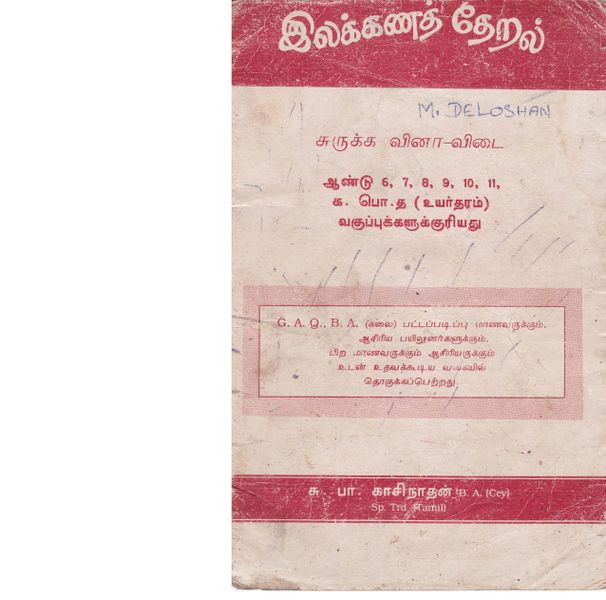 இலக்கணத் தேறல்
M. DELOSHAN
சுருக்க வினா-விடை
ஆண்டு 6, 7, 8, 9, 10, 11,
க. பொ.த (உயர்தரம்)
வகுப்புக்களுக்குரியது
G. A. Q., B. A. (கலை) பட்டப்படிப்பு மாணவருக்கும்.
ஆசிரிய பயிலுனர்களுக்கும்.
பிற மாணவருக்கும் ஆசிரியருக்கும்
உடன் உதவக்கூடிய வகையில்
தொகுக்கப்பெற்றது.
சு. பா. காசிநாதன் B. A. (Cey)
Sp. Trd (Tamil)